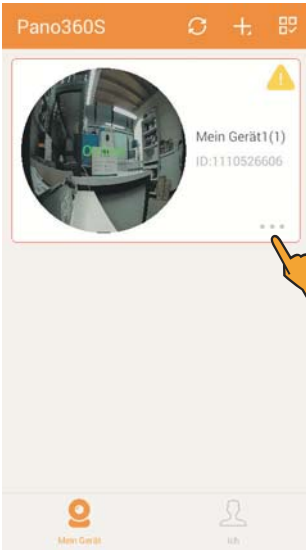 Pano360S
Mein Gerät1(1)
ID:1110526606
Mein Gerät
Ich